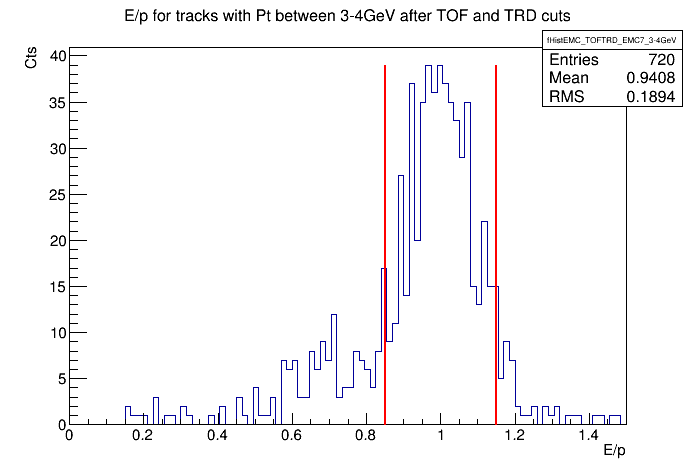 E/p for tracks with Pt between 3-4GeV after TOF and TRD cuts
fHistEMC_TOFTRD_EMC7_3-4GeV
Entries 720
Mean 0.9408
RMS 0.1894
Cts
40
35
30
25
20
15
10
5
0
0 0.2 0.4 0.6 0.8 1 1.2 1.4
E/p